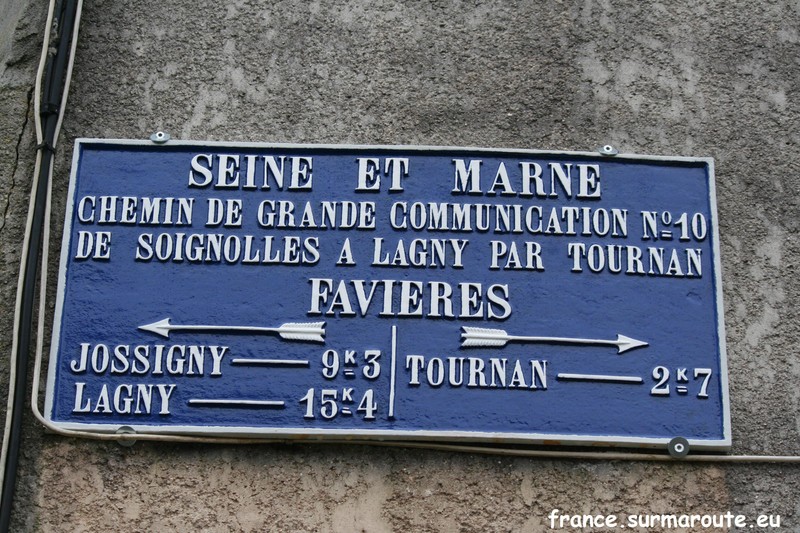 SEINE ET MARNE
CHEMIN DE GRANDE COMMUNICATION Nº10
DE SOIGNOLLES A LAGNY PAR TOURNAN
FAVIERES
JOSSIGNY 9K3
LAGNY 15K4
TOURNAN 2K7
france.surmaroute.eu